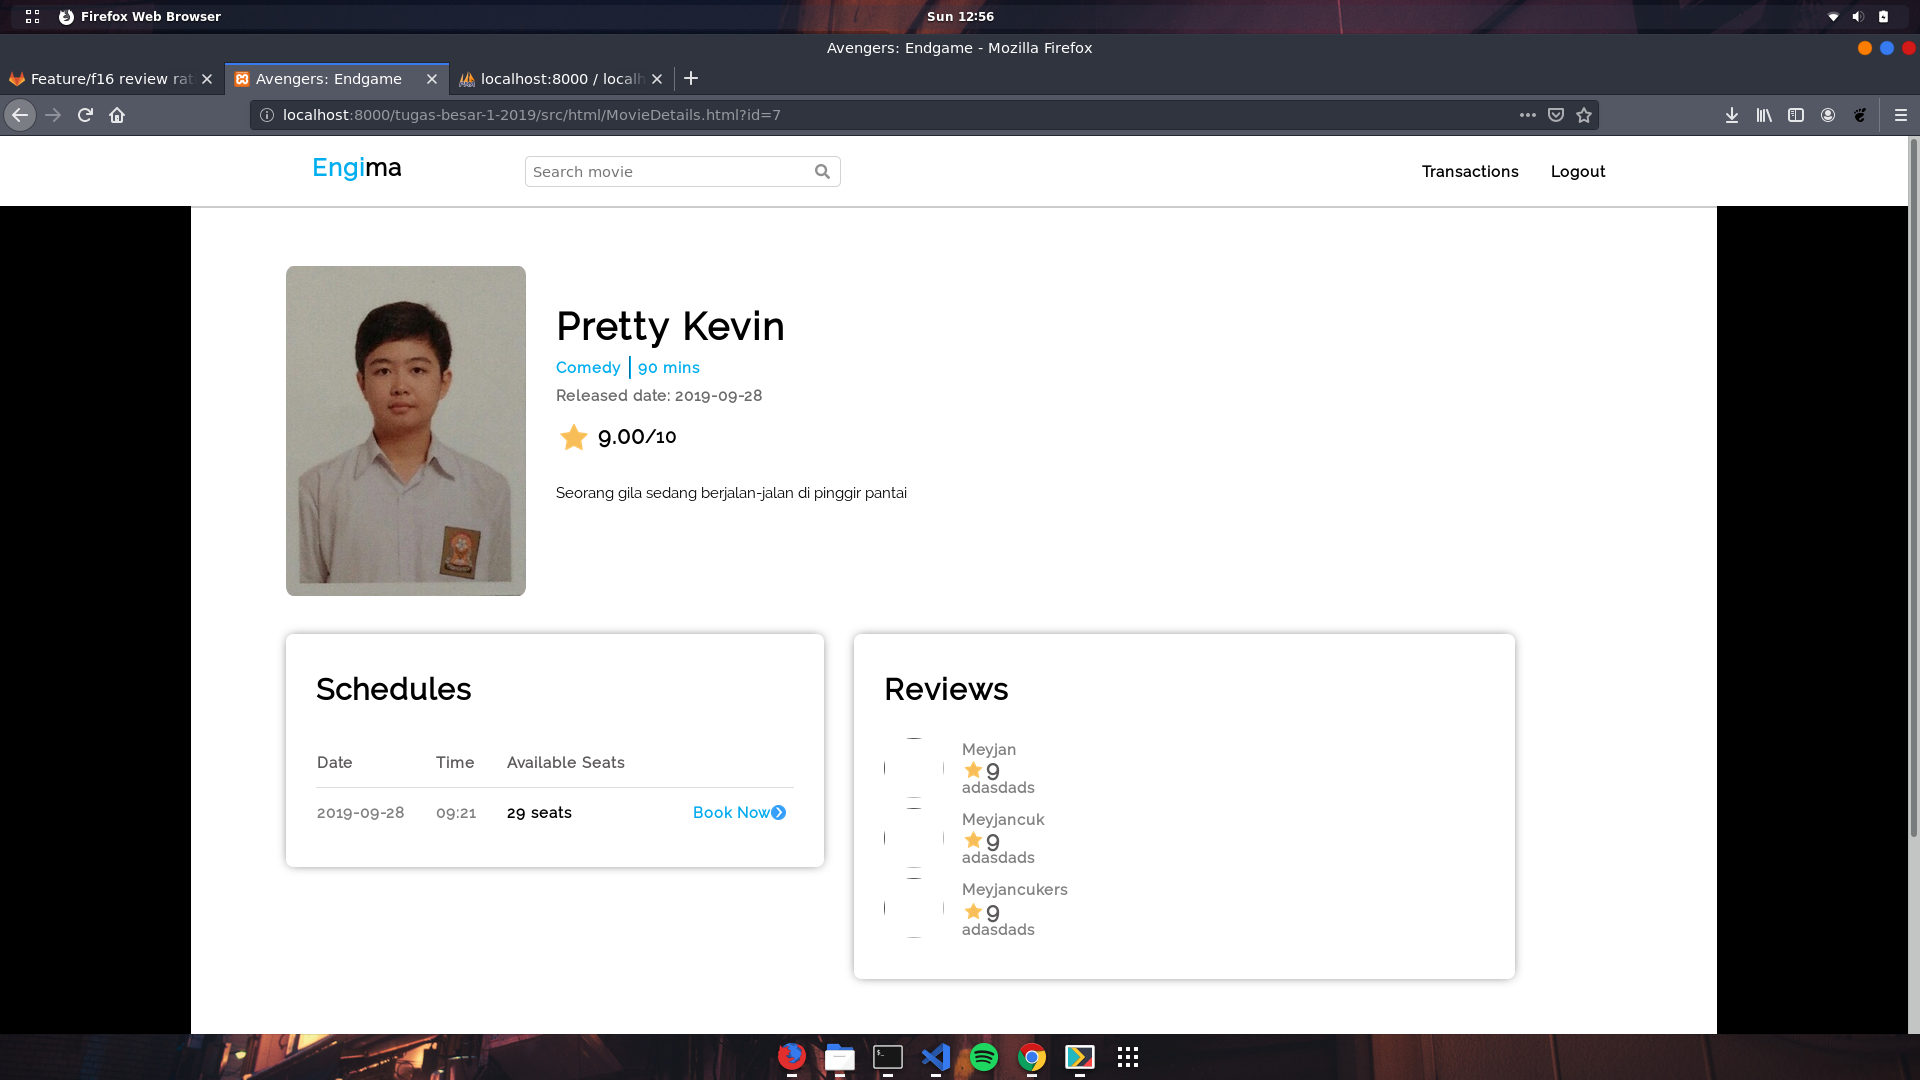 Firefox Web Browser
Sun 12:56
Avengers: Endgame - Mozilla Firefox
Feature/f16 review rat
Avengers: Endgame
localhost:8000 / localh
localhost:8000/tugas-besar-1-2019/src/html/MovieDetails.html?id=7
Engima
Search movie
Transactions
Logout
Pretty Kevin
Comedy | 90 mins
Released date: 2019-09-28
9.00/10
Seorang gila sedang berjalan-jalan di pinggir pantai
Schedules
Date Time Available Seats
2019-09-28 09:21 29 seats Book Now
Reviews
Meyjan
9
adasdads
Meyjancuk
9
adasdads
Meyjancukers
9
adasdads